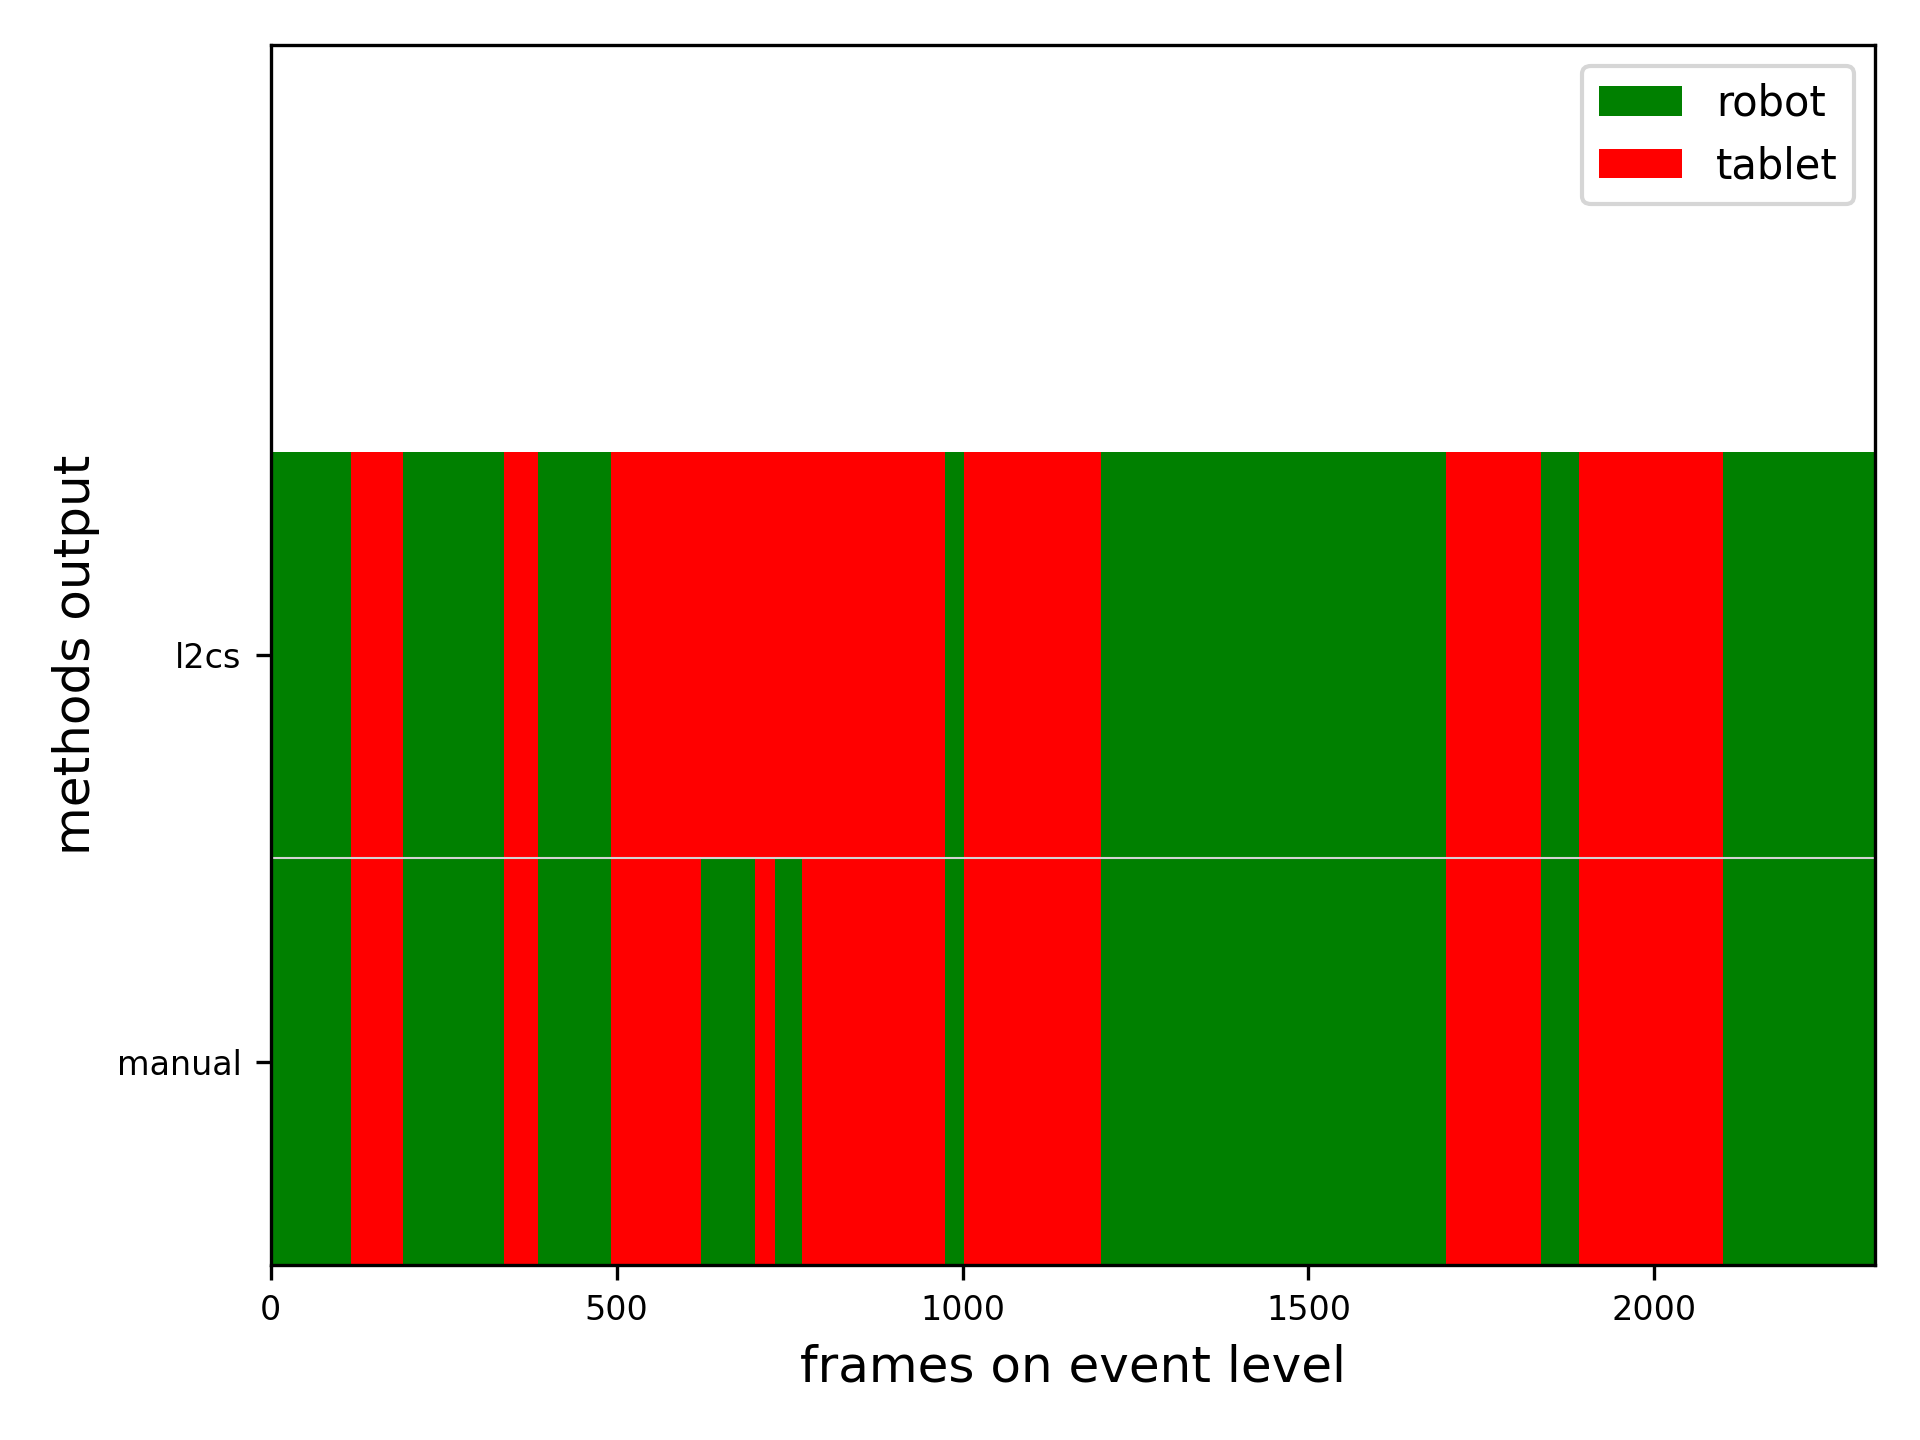 robot
tablet
methods output
l2cs
manual
0 500 1000 1500 2000
frames on event level